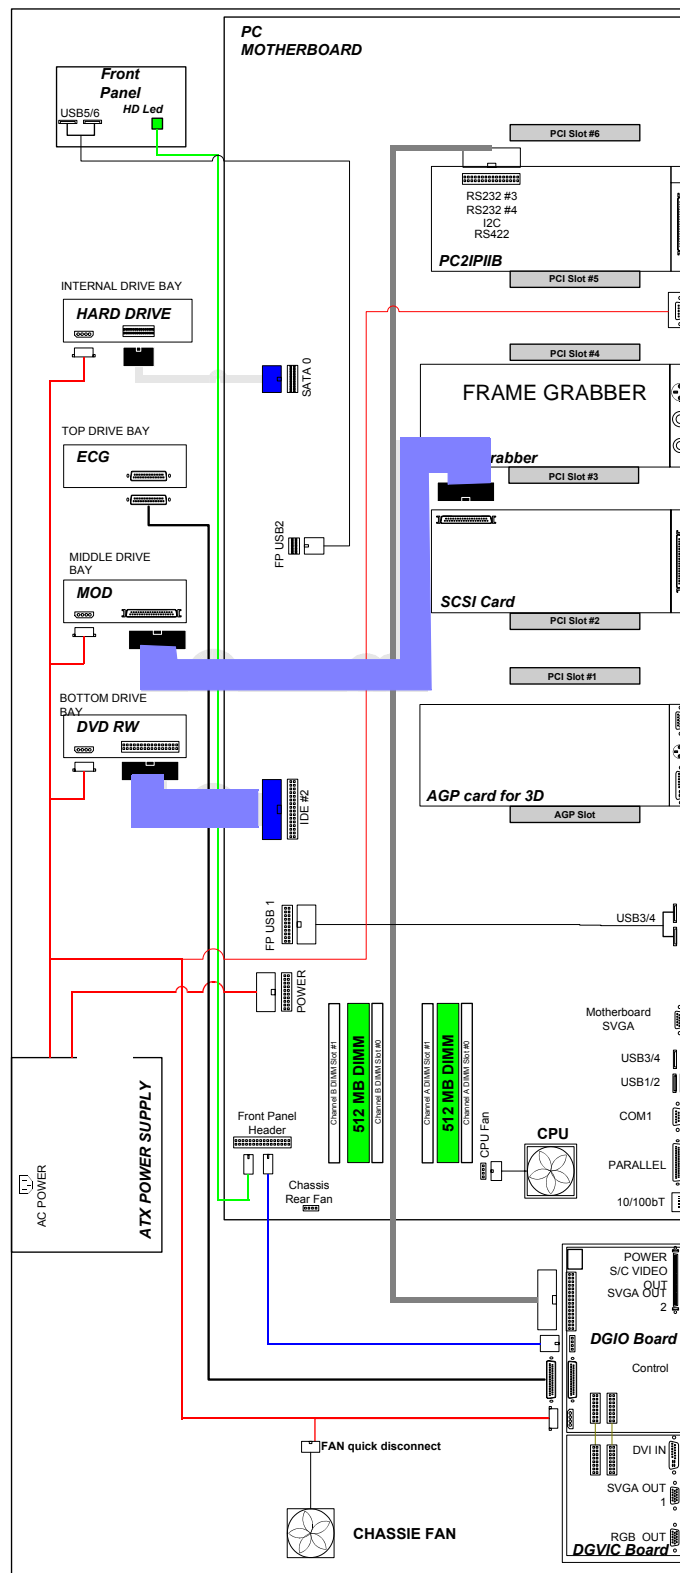 PC
MOTHERBOARD
Front
Panel
USB5/6
HD Led
PCI Slot #6
RS232 #3
RS232 #4
I2C
RS422
PC2IPIIB
PCI Slot #5
INTERNAL DRIVE BAY
HARD DRIVE
SATA 0
PCI Slot #4
FRAME GRABBER
rabber
PCI Slot #3
TOP DRIVE BAY
ECG
FP USB2
MIDDLE DRIVE
BAY
MOD
SCSI Card
PCI Slot #2
PCI Slot #1
BOTTOM DRIVE
BAY
DVD RW
IDE #2
AGP card for 3D
AGP Slot
FP USB 1
USB3/4
POWER
Motherboard
SVGA
Channel B DIMM Slot #1
512 MB DIMM
Channel B DIMM Slot #0
Channel A DIMM Slot #1
512 MB DIMM
Channel A DIMM Slot #0
USB3/4
USB1/2
COM1
Front Panel
Header
CPU Fan
CPU
PARALLEL
Chassis
Rear Fan
10/100bT
AC POWER
ATX POWER SUPPLY
POWER
S/C VIDEO
OUT
SVGA OUT
2
DGIO Board
Control
FAN quick disconnect
DVI IN
SVGA OUT
1
CHASSIE FAN
RGB OUT
DGVIC Board